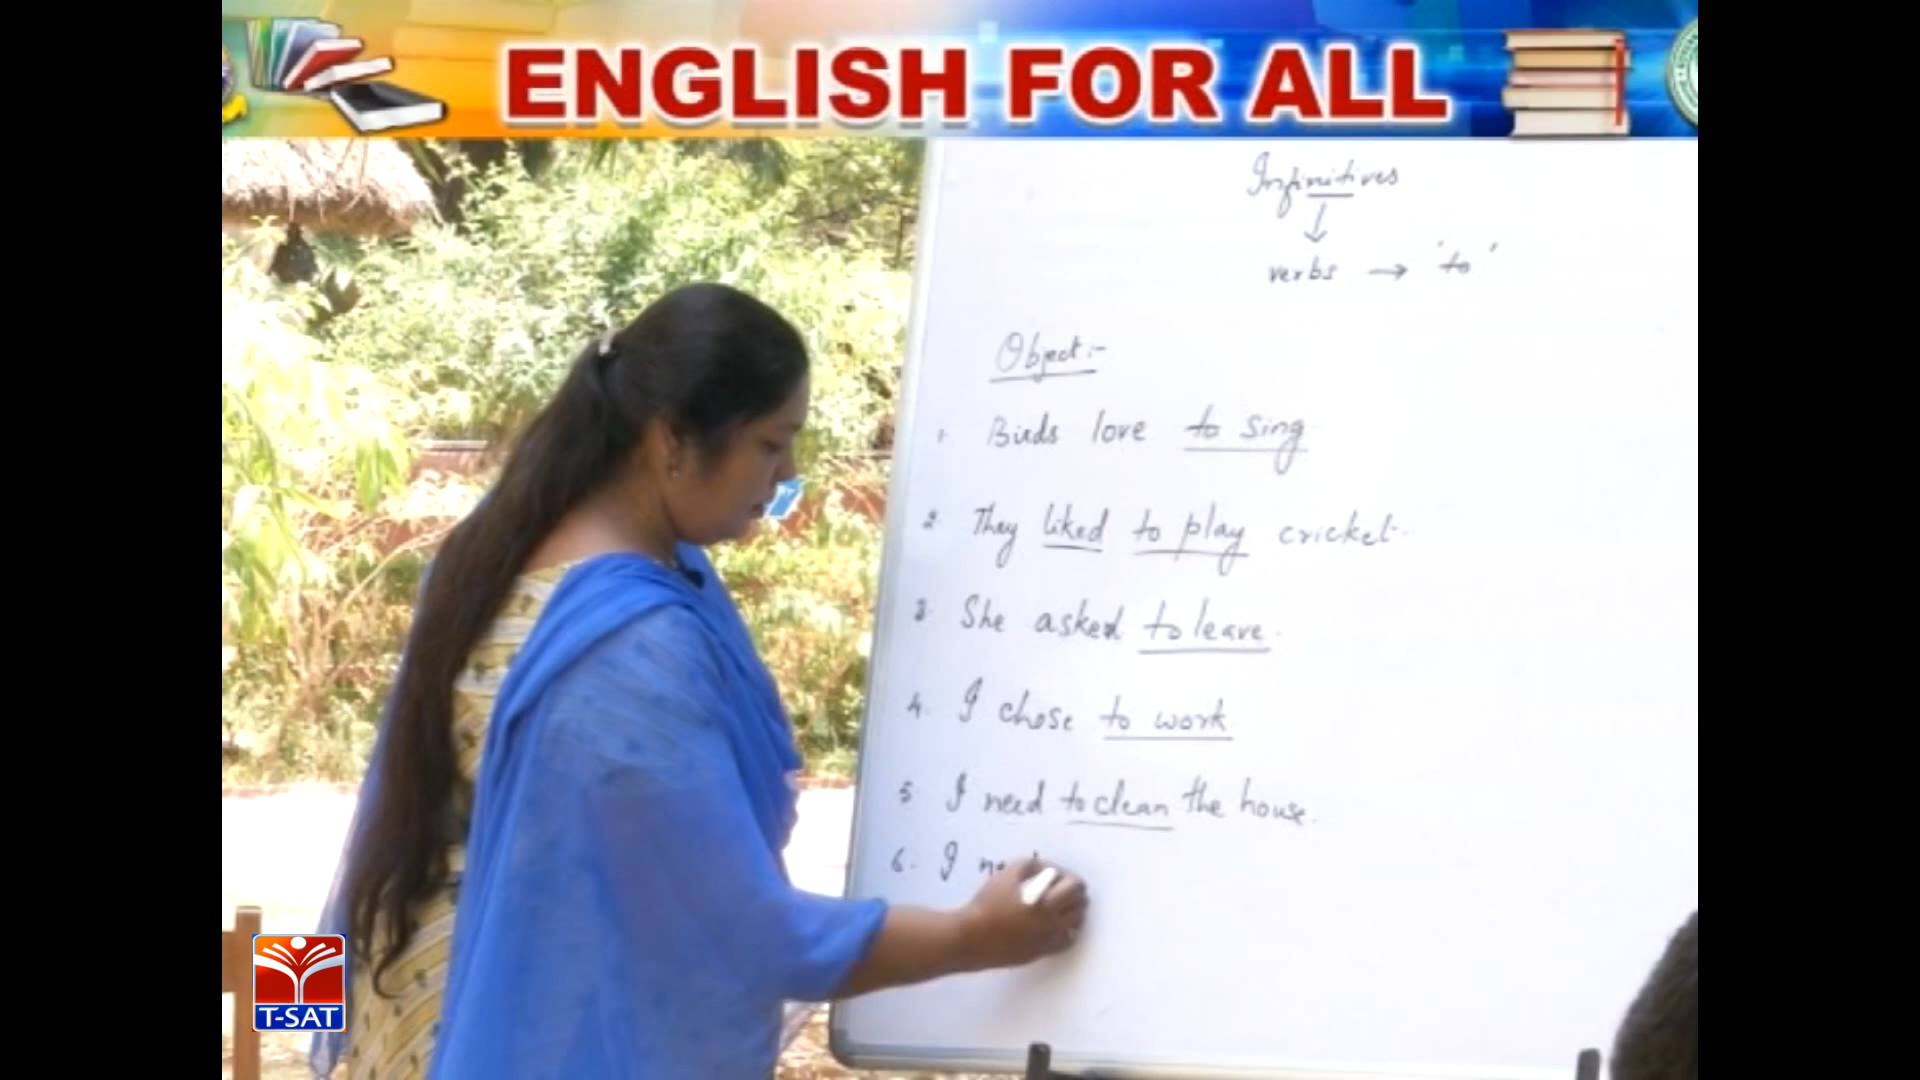 ENGLISH FOR ALL
Infinitives
verbs → 'to'
Object:-
1. Birds love to sing.
2. They liked to play cricket.
3. She asked to leave.
4. I chose to work.
5. I need to clean the house.
6. I
T-SAT